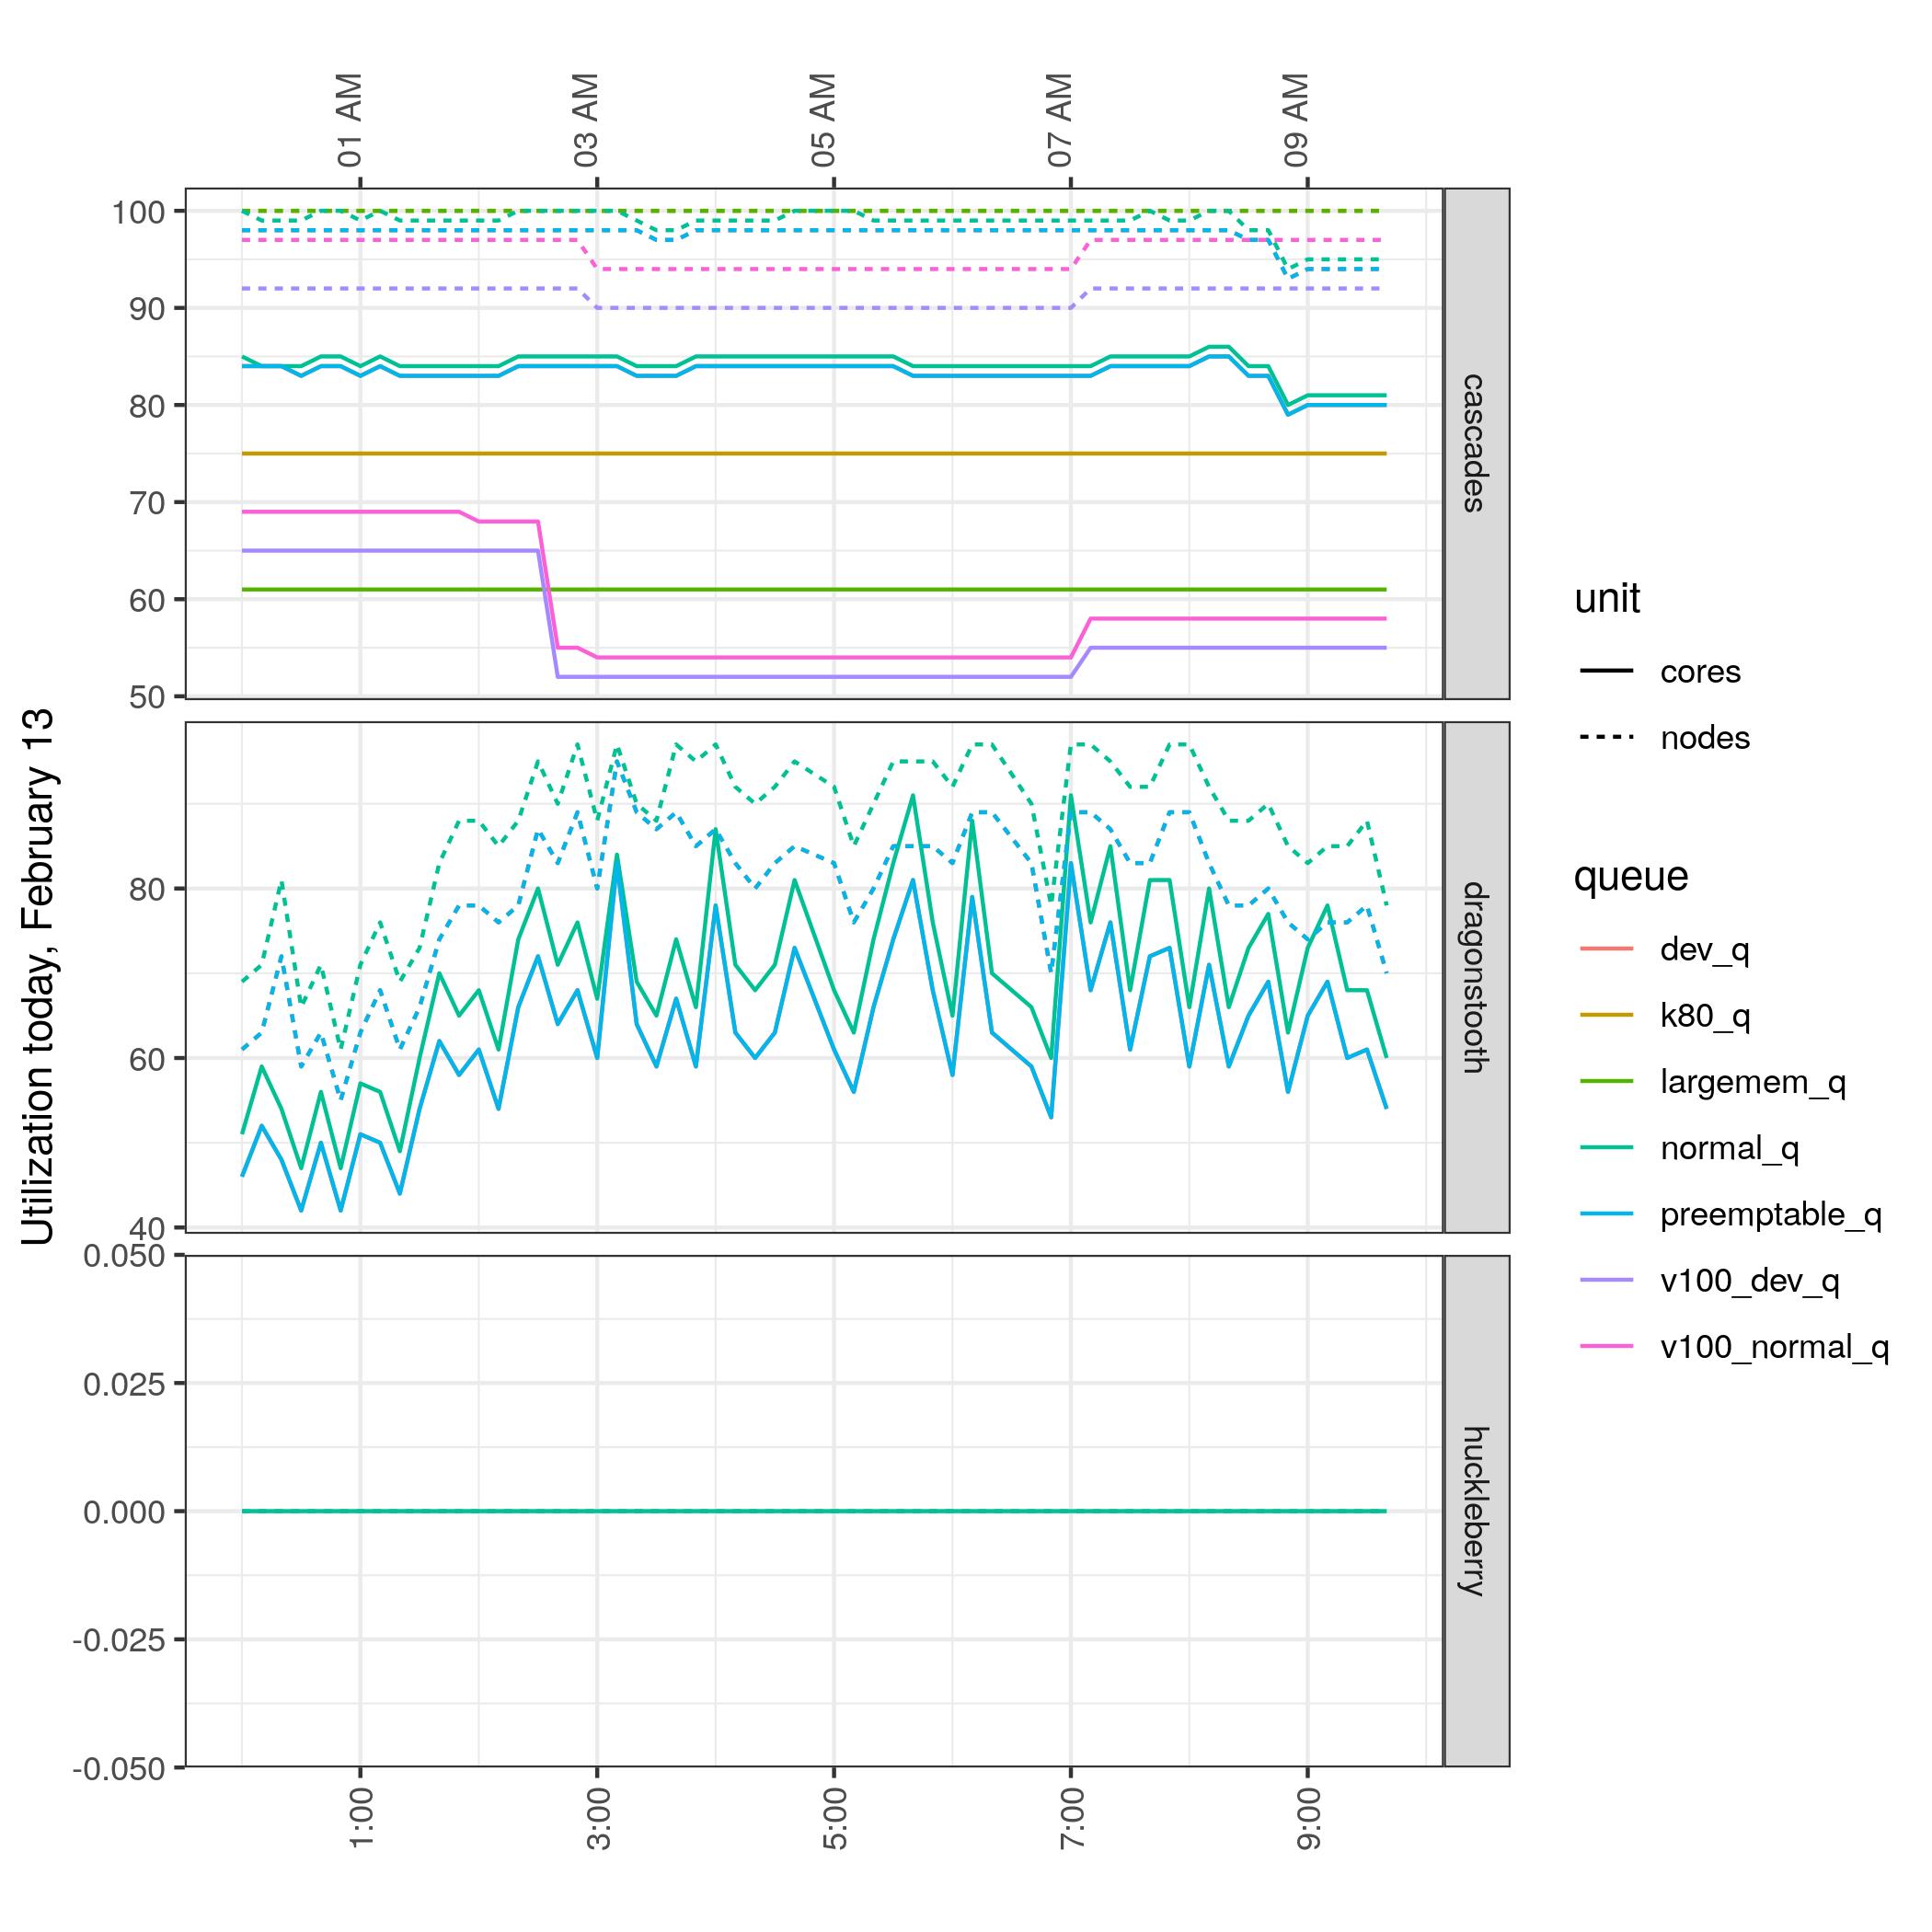 01 AM
03 AM
05 AM
07 AM
09 AM
Utilization today, February 13
100
90
80
70
60
50
cascades
80
60
40
dragonstooth
0.050
0.025
0.000
-0.025
-0.050
huckleberry
1:00
3:00
5:00
7:00
9:00
unit
cores
nodes
queue
dev_q
k80_q
largemem_q
normal_q
preemptable_q
v100_dev_q
v100_normal_q